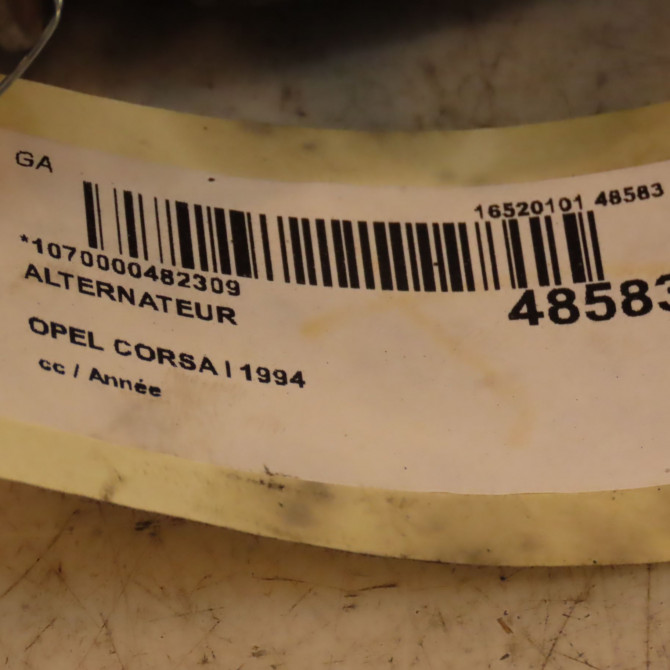 GA
16520101 48583
*1070000482309
48583
ALTERNATEUR
OPEL CORSA I 1994
cc / Année